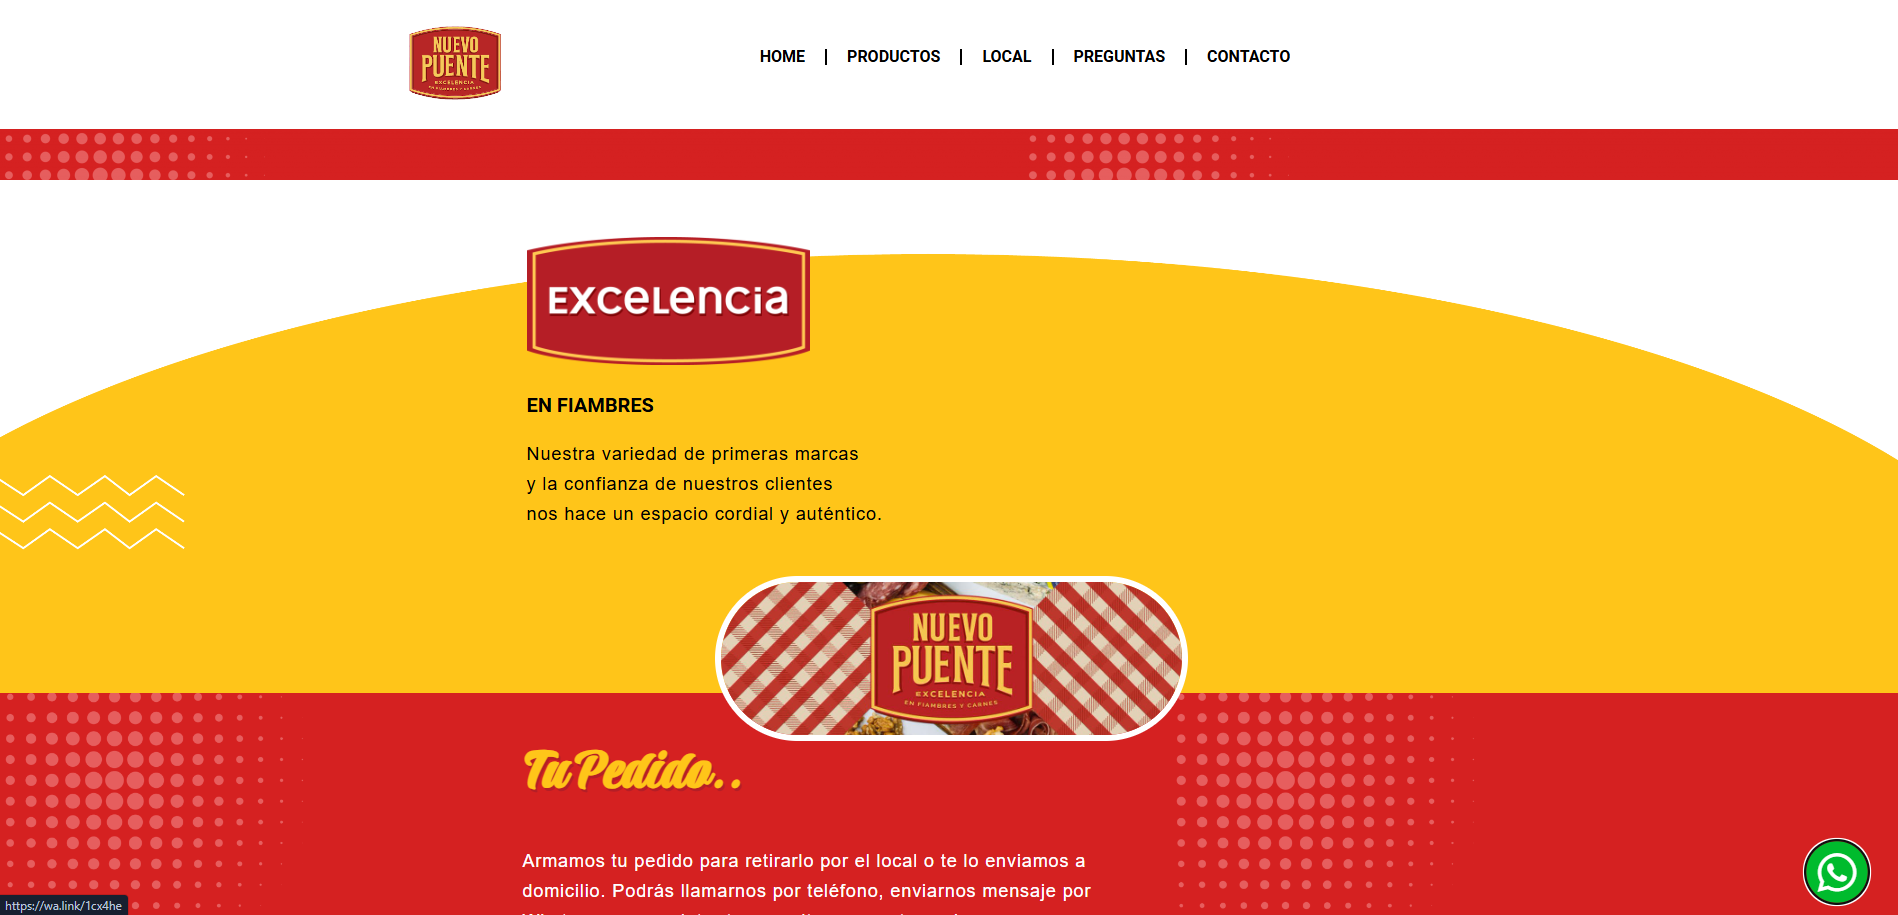 NUEVO
PUENTE
EXCELENCIA
EN FIAMBRES Y CARNES
HOME
PRODUCTOS
LOCAL
PREGUNTAS
CONTACTO
EXCELENCIA
EN FIAMBRES
Nuestra variedad de primeras marcas
y la confianza de nuestros clientes
nos hace un espacio cordial y auténtico.
NUEVO
PUENTE
EXCELENCIA
EN FIAMBRES Y CARNES
Tu Pedido..
Armamos tu pedido para retirarlo por el local o te lo enviamos a
domicilio. Podrás llamarnos por teléfono, enviarnos mensaje por
https://wa.link/1cx4he